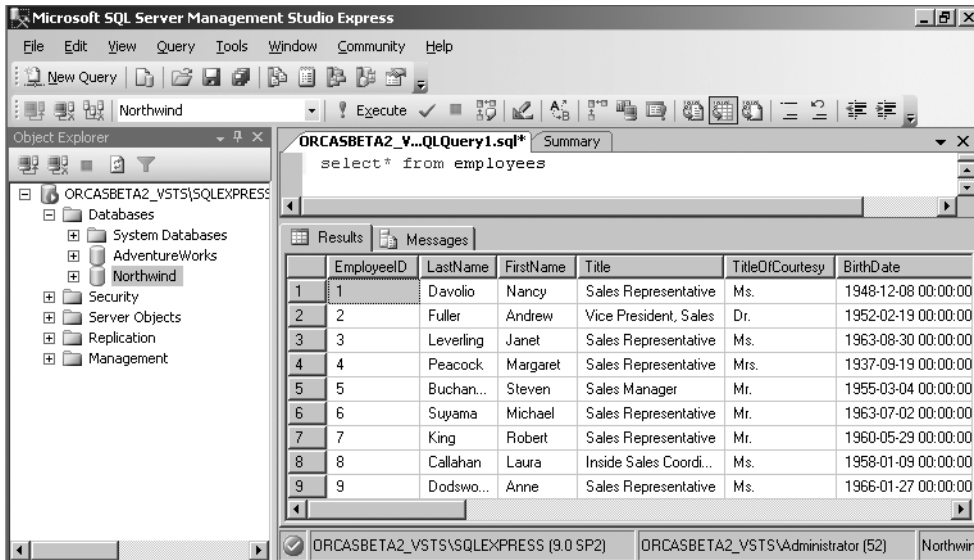 Microsoft SQL Server Management Studio Express
File Edit View Query Tools Window Community Help
New Query
Northwind Execute
Object Explorer
ORCASBETA2_VSTS\SQLEXPRESS
Databases
System Databases
AdventureWorks
Northwind
Security
Server Objects
Replication
Management
ORCASBETA2_V...QLQuery1.sql* Summary
select* from employees
Results Messages
EmployeeID LastName FirstName Title TitleOfCourtesy BirthDate
1 1 Davolio Nancy Sales Representative Ms. 1948-12-08 00:00:00
2 2 Fuller Andrew Vice President, Sales Dr. 1952-02-19 00:00:00
3 3 Leverling Janet Sales Representative Ms. 1963-08-30 00:00:00
4 4 Peacock Margaret Sales Representative Mrs. 1937-09-19 00:00:00
5 5 Buchan... Steven Sales Manager Mr. 1955-03-04 00:00:00
6 6 Suyama Michael Sales Representative Mr. 1963-07-02 00:00:00
7 7 King Robert Sales Representative Mr. 1960-05-29 00:00:00
8 8 Callahan Laura Inside Sales Coordi... Ms. 1958-01-09 00:00:00
9 9 Dodswo... Anne Sales Representative Ms. 1966-01-27 00:00:00
ORCASBETA2_VSTS\SQLEXPRESS (9.0 SP2) ORCASBETA2_VSTS\Administrator (52) Northwin